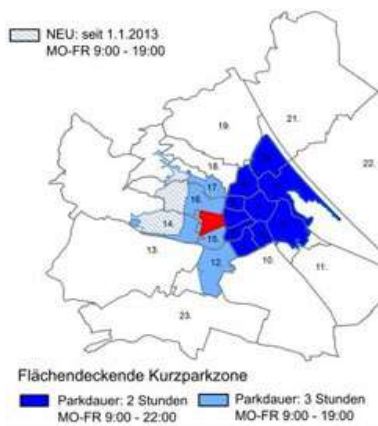 NEU: seit 1.1.2013
MO-FR 9:00 - 19:00
21.
19.
22.
18.
17.
16.
14.
15.
13.
12.
10.
11.
23.
Flächendeckende Kurzparkzone
Parkdauer: 2 Stunden
MO-FR 9:00 - 22:00
Parkdauer: 3 Stunden
MO-FR 9:00 - 19:00